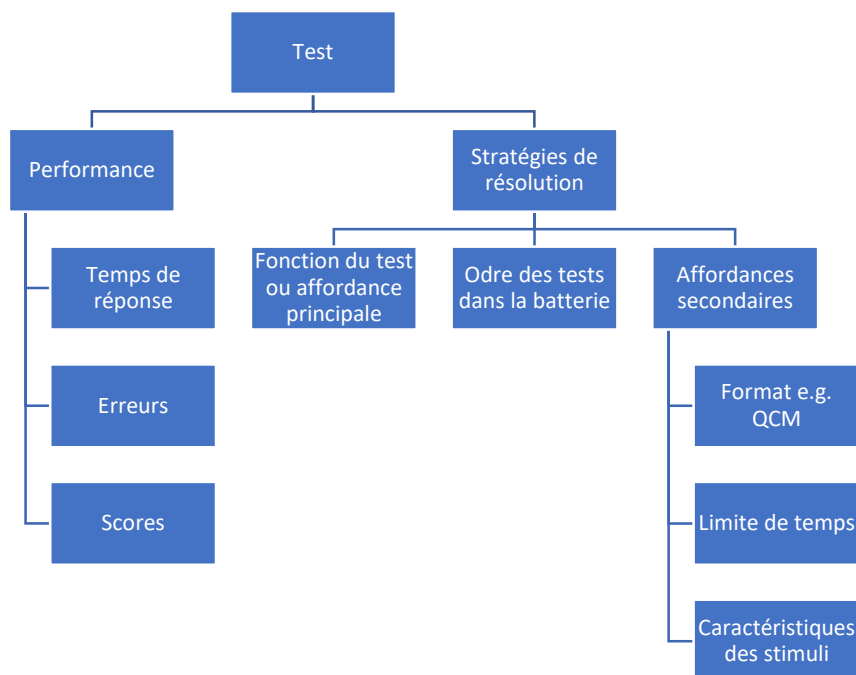 Test
Performance
Stratégies de
résolution
Temps de
réponse
Fonction du test
ou affordance
principale
Odre des tests
dans la batterie
Affordances
secondaires
Erreurs
Format e.g.
QCM
Scores
Limite de temps
Caractéristiques
des stimuli